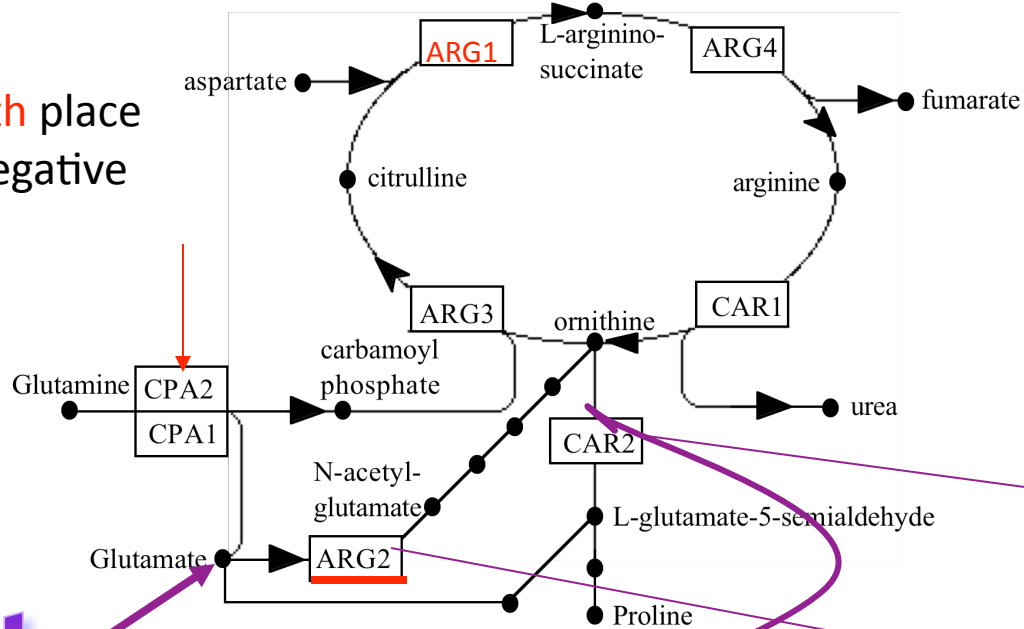 ARG1
L-arginino-
succinate
ARG4
aspartate
fumarate
th place
egative
citrulline
arginine
ARG3
ornithine
CAR1
carbamoyl
phosphate
Glutamine
CPA2
CPA1
urea
CAR2
N-acetyl-
glutamate
L-glutamate-5-semialdehyde
Glutamate
ARG2
Proline